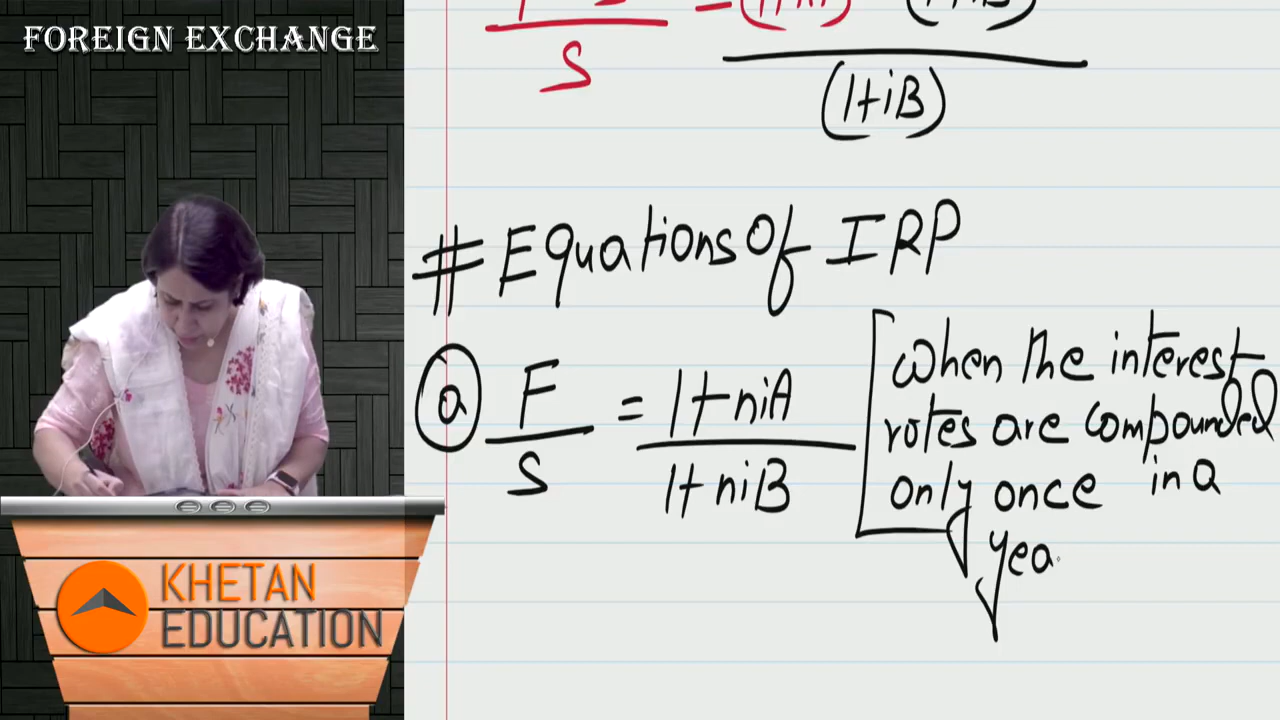 FOREIGN EXCHANGE
S
(1+iB)
# Equations Of IRP
a F/S = 1+niA/1+niB
When the interest
rates are compounded
only once in a
yea
KHETAN
EDUCATION